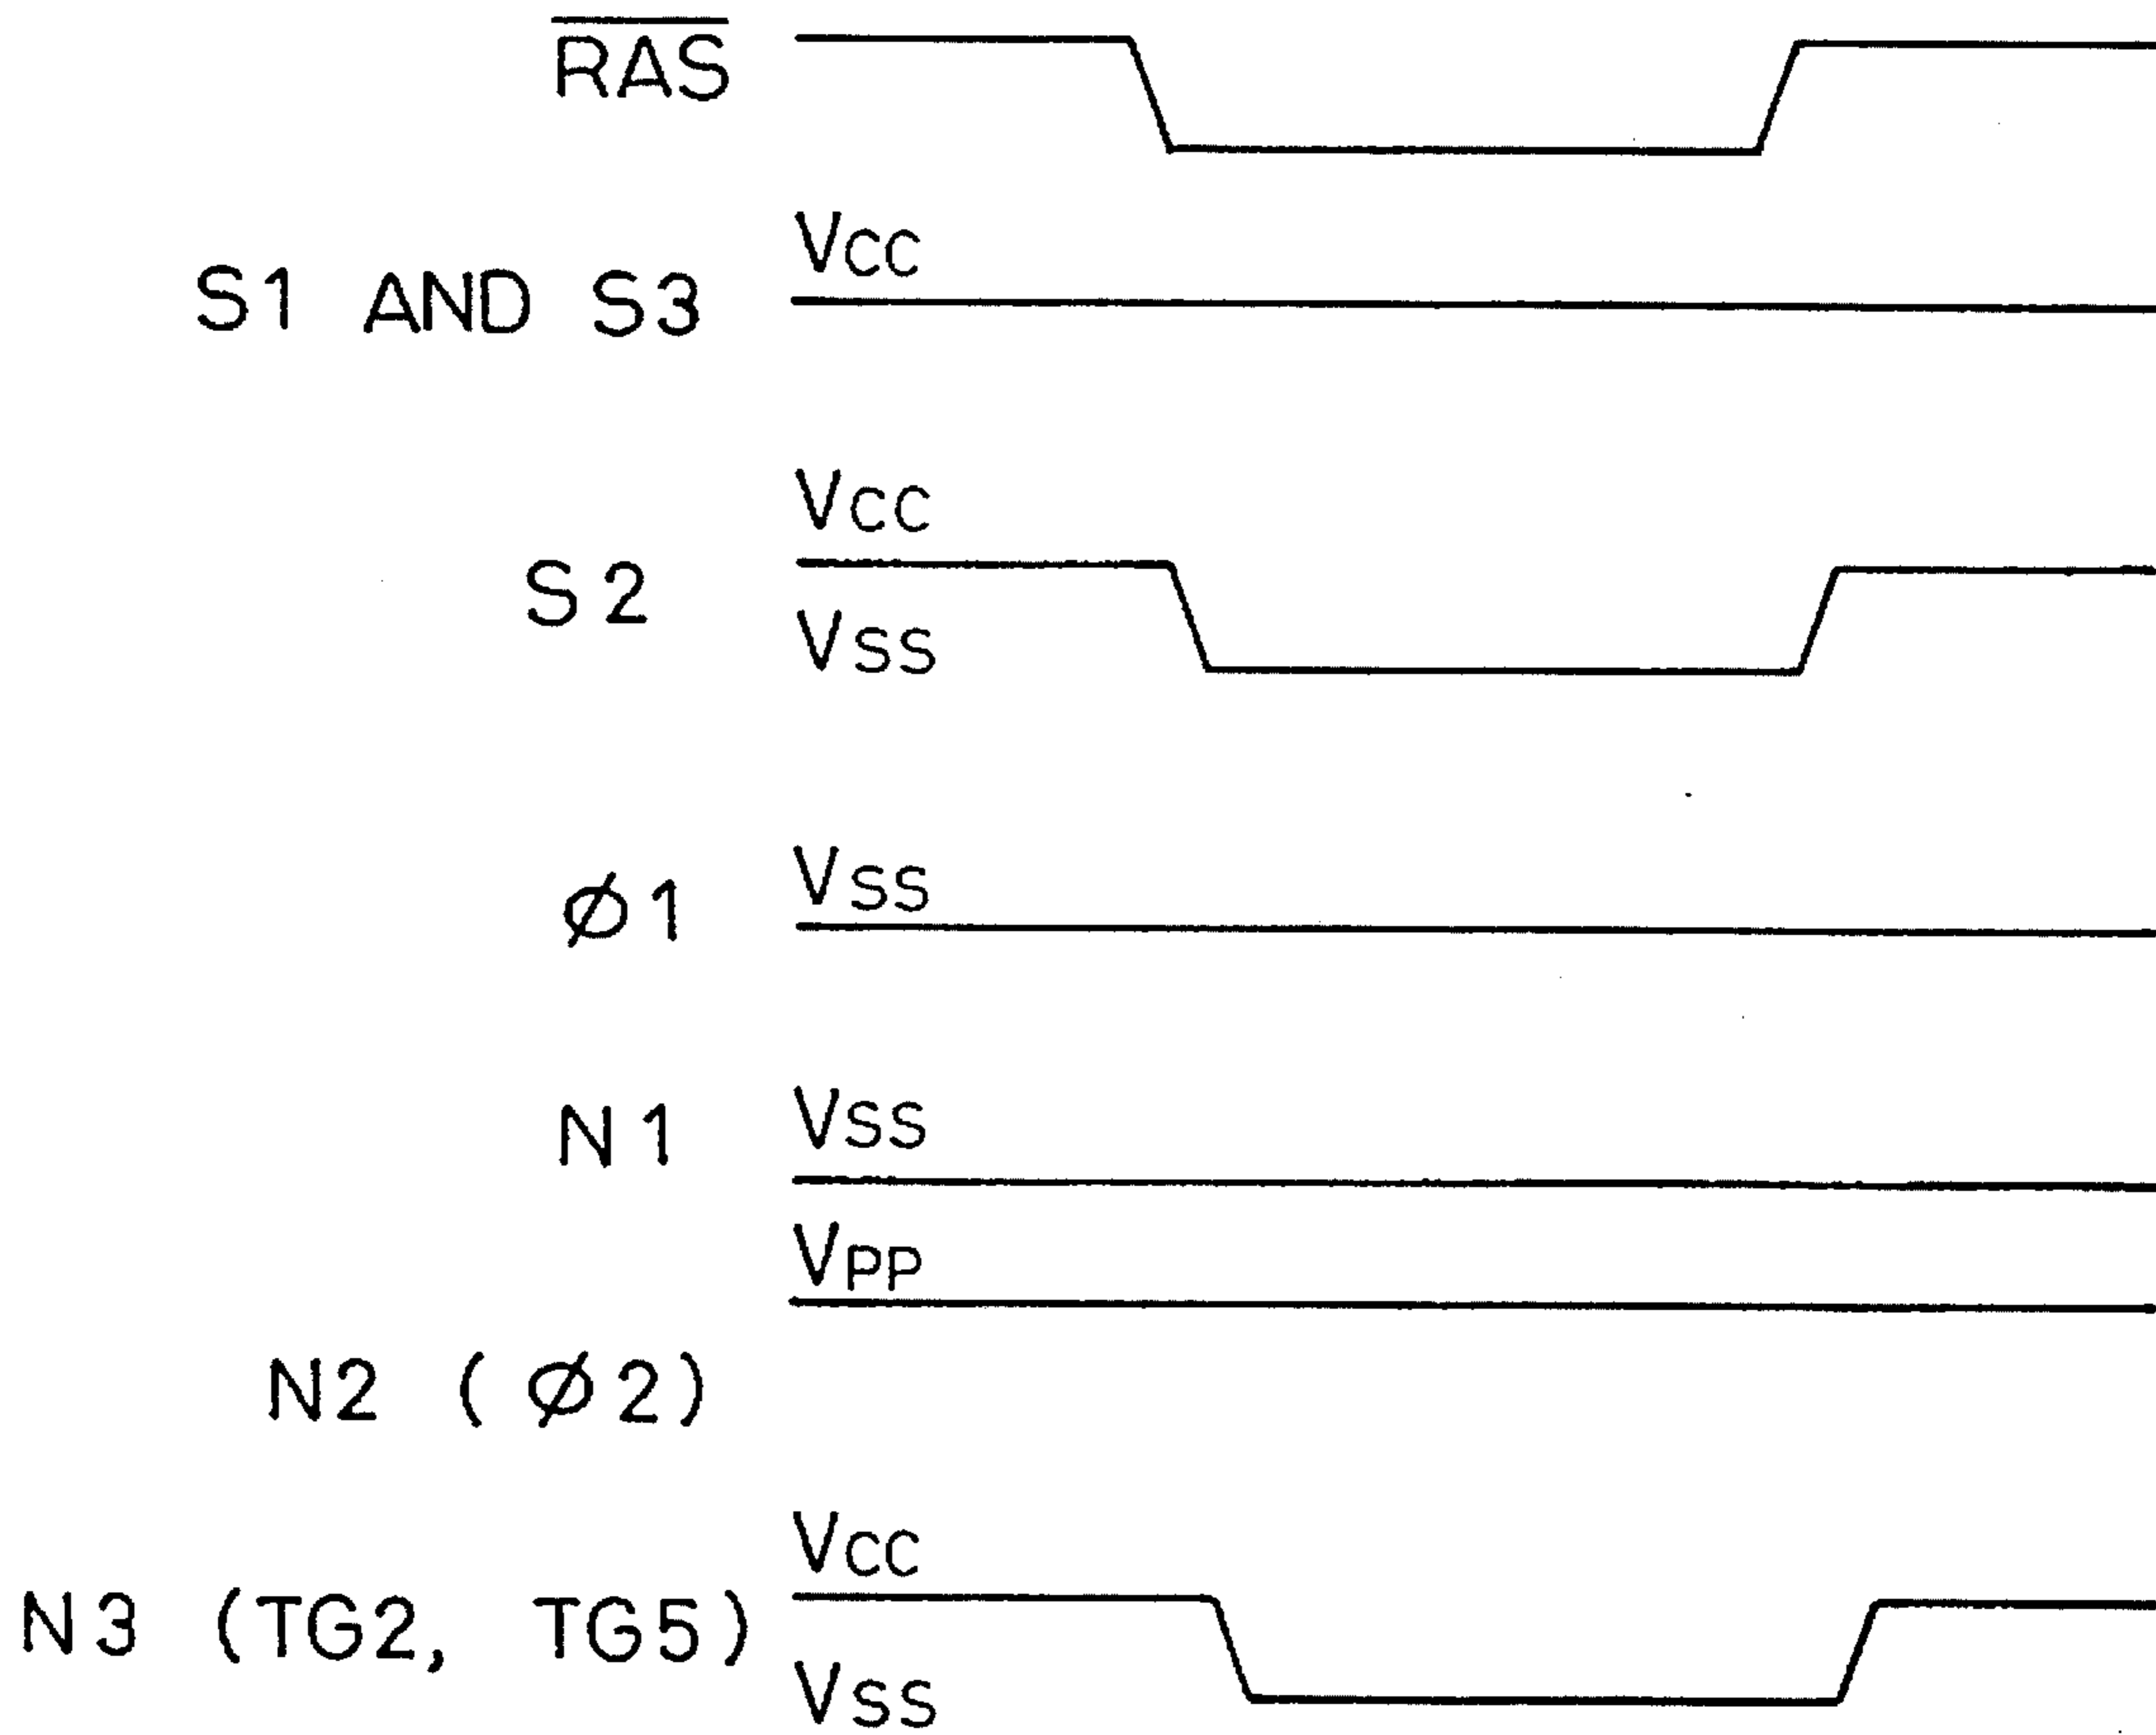 R̅A̅S̅
VCC
S1 AND S3
VCC
S2
VSS
VSS
Ø1
VSS
N1
VPP
N2 (Ø2)
VCC
N3 (TG2, TG5)
VSS